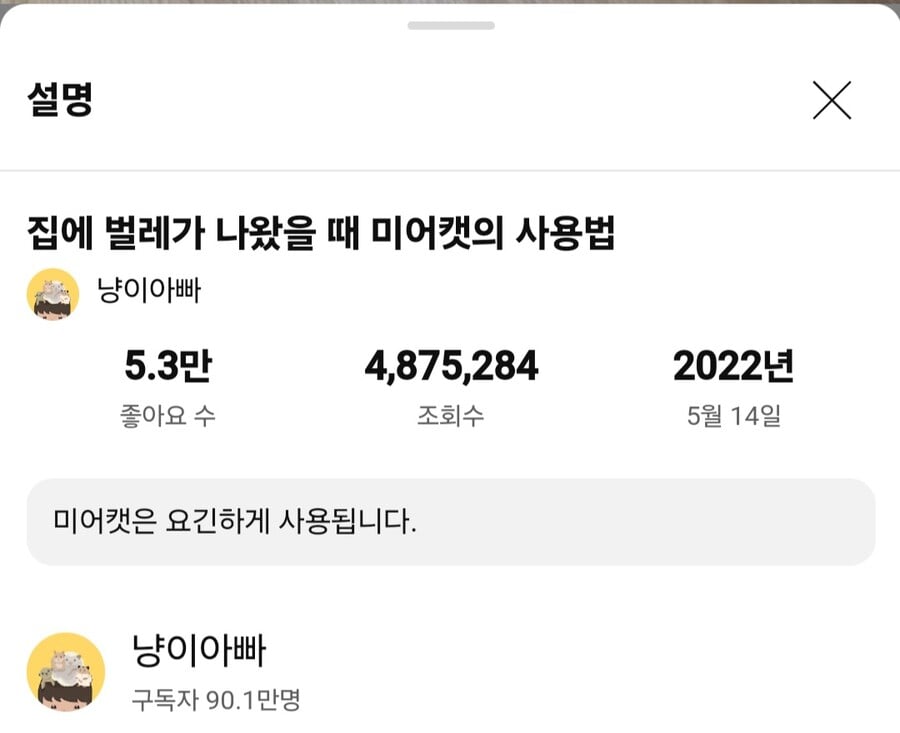 설명
집에 벌레가 나왔을 때 미어캣의 사용법
냥이아빠
5.3만 4,875,284 2022년
좋아요 수 조회수 5월 14일
미어캣은 요긴하게 사용됩니다.
냥이아빠
구독자 90.1만명